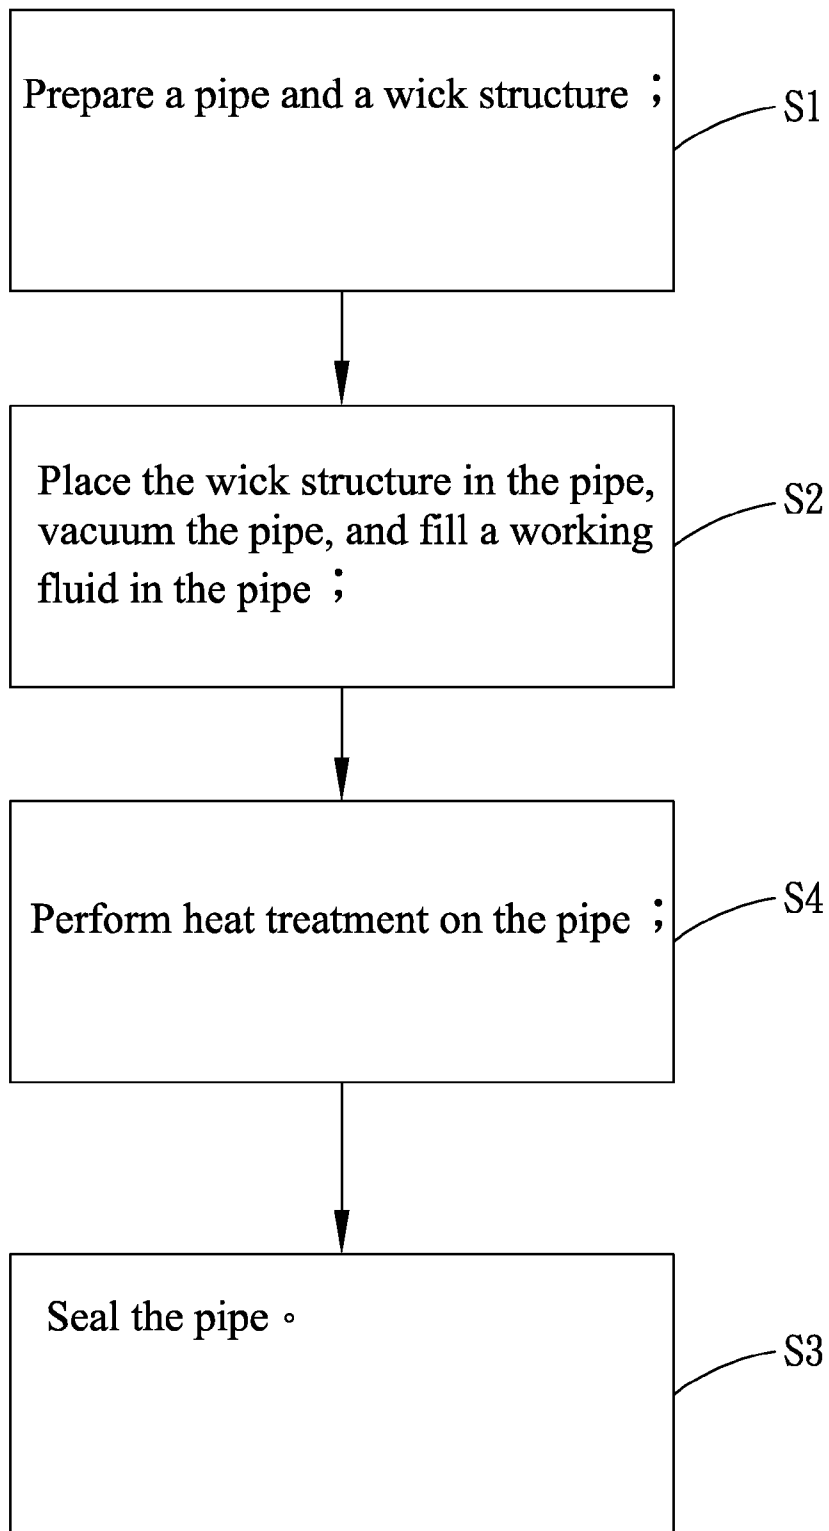 Prepare a pipe and a wick structure；
S1
Place the wick structure in the pipe,
vacuum the pipe, and fill a working
fluid in the pipe；
S2
Perform heat treatment on the pipe；
S4
Seal the pipe。
S3